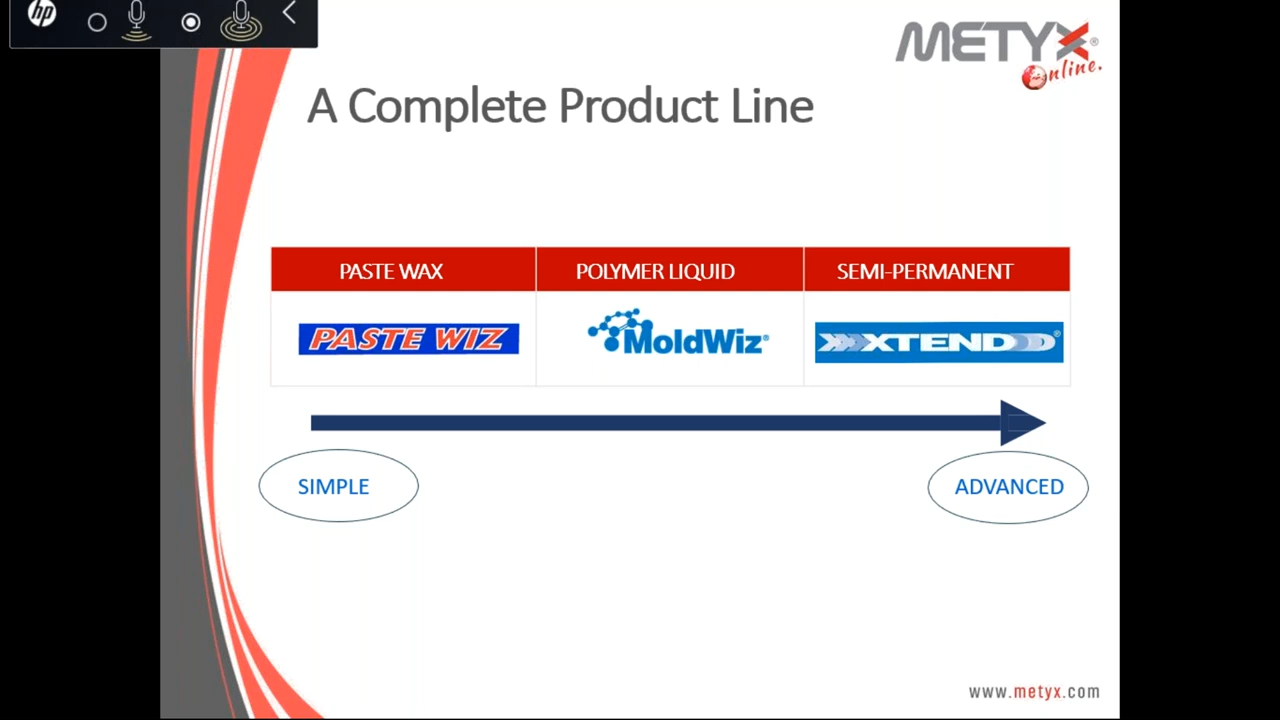 hp
METYX®
Online.
A Complete Product Line
PASTE WAX
POLYMER LIQUID
SEMI-PERMANENT
PASTE WIZ
MoldWiz®
XTEND®
SIMPLE
ADVANCED
www.metyx.com